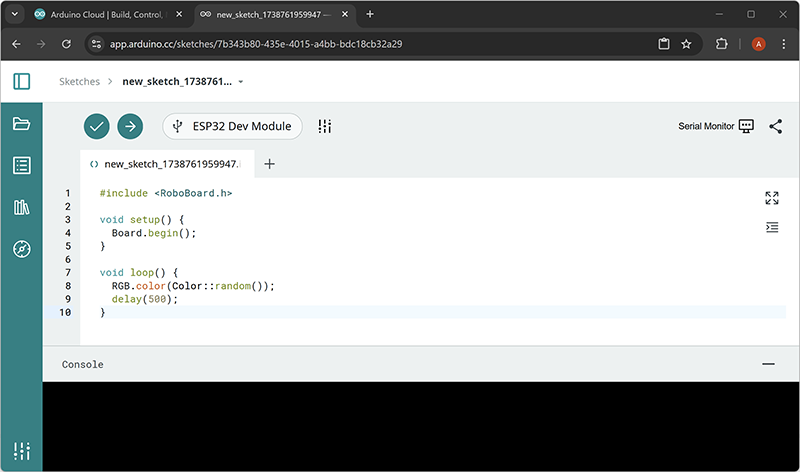 Arduino Cloud | Build, Control,
new_sketch_1738761959947 —
app.arduino.cc/sketches/7b343b80-435e-4015-a4bb-bdc18cb32a29
A
Sketches > new_sketch_1738761...
ESP32 Dev Module
Serial Monitor
new_sketch_1738761959947.i
1 #include <RoboBoard.h>
2
3 void setup() {
4 Board.begin();
5 }
6
7 void loop() {
8 RGB.color(Color::random());
9 delay(500);
10 }
Console